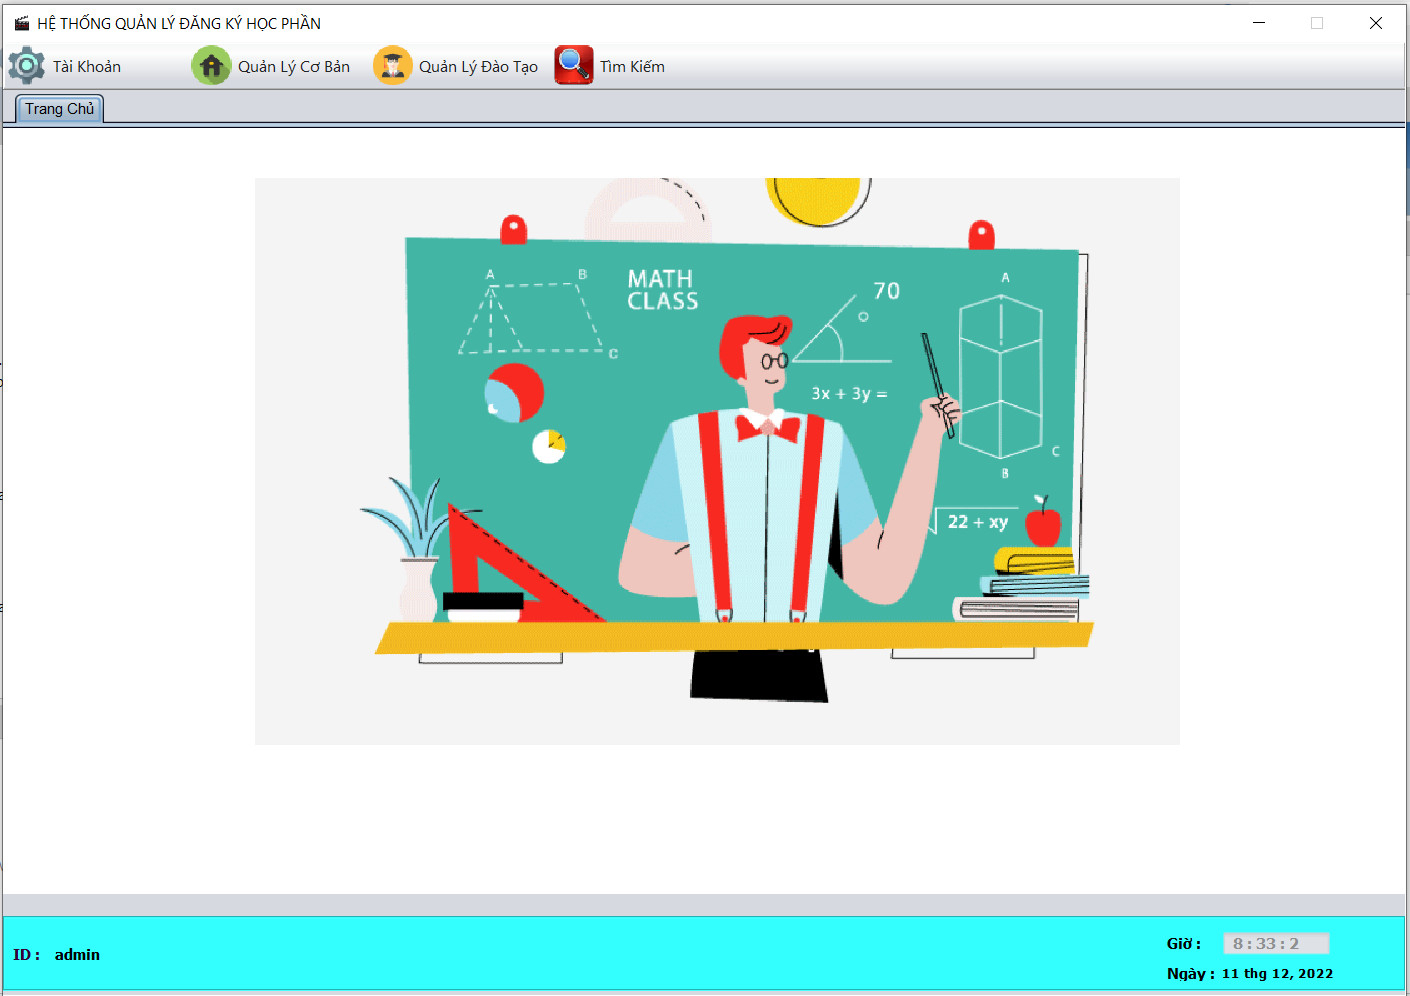 HỆ THỐNG QUẢN LÝ ĐĂNG KÝ HỌC PHẦN
Tài Khoản Quản Lý Cơ Bản Quản Lý Đào Tạo Tìm Kiếm
Trang Chủ
MATH
CLASS
A B
C
70
3x + 3y =
A
C
B
22 + xy
ID : admin
Giờ : 8 : 33 : 2
Ngày : 11 thg 12, 2022